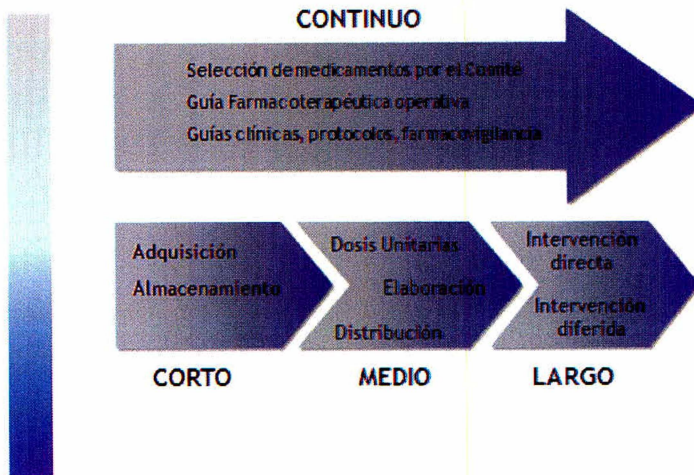 CONTINUO
Selección de medicamentos por el Comité
Guía Farmacoterapéutica operativa
Guías clínicas, protocolos, farmacovigilancia
Adquisición
Almacenamiento
Dosis Unitarias
Elaboración
Distribución
Intervención
directa
Intervención
diferida
CORTO
MEDIO
LARGO